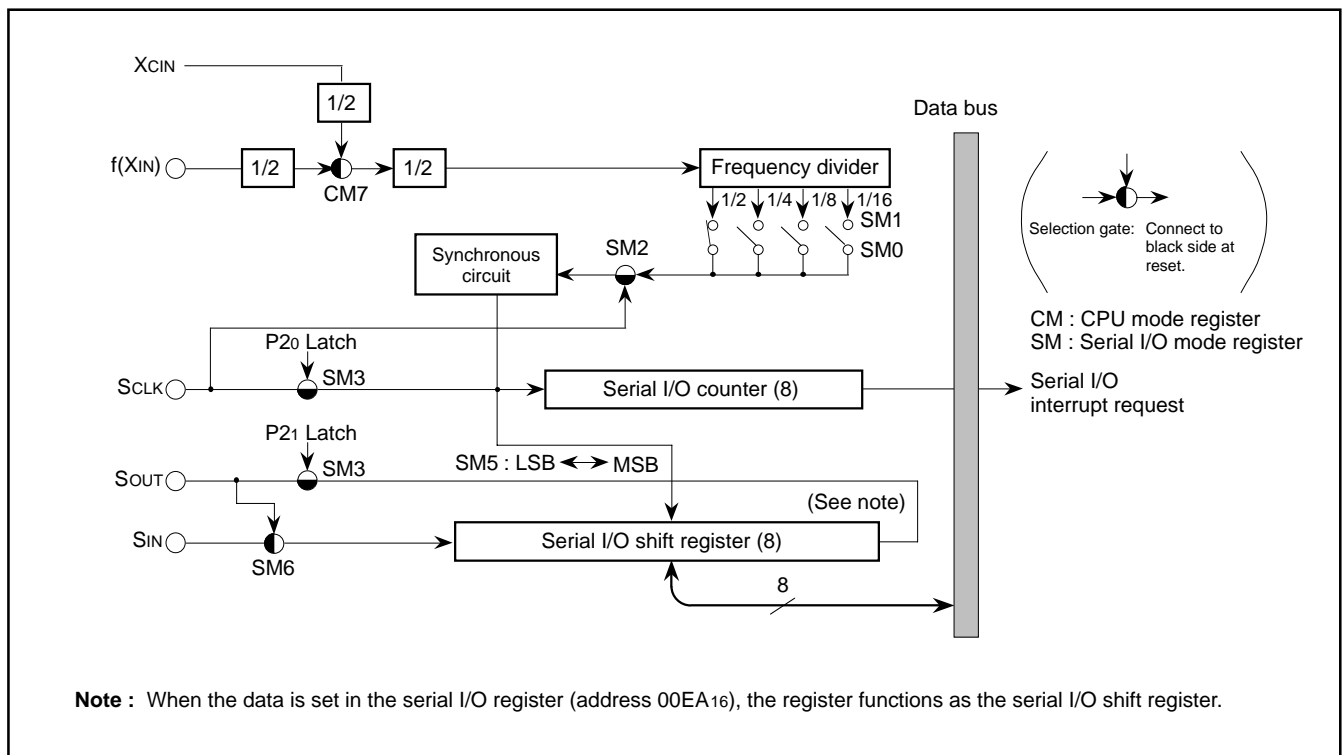 XCIN
1/2
Data bus
f(XIN)
1/2
1/2
Frequency divider
CM7
1/2
1/4
1/8
1/16
SM1
SM0
Selection gate: Connect to black side at reset.
Synchronous
circuit
SM2
CM : CPU mode register
SM : Serial I/O mode register
P20 Latch
SCLK
SM3
Serial I/O counter (8)
Serial I/O
interrupt request
P21 Latch
SOUT
SM3
SM5 : LSB MSB
(See note)
SIN
Serial I/O shift register (8)
SM6
8
Note : When the data is set in the serial I/O register (address 00EA16), the register functions as the serial I/O shift register.